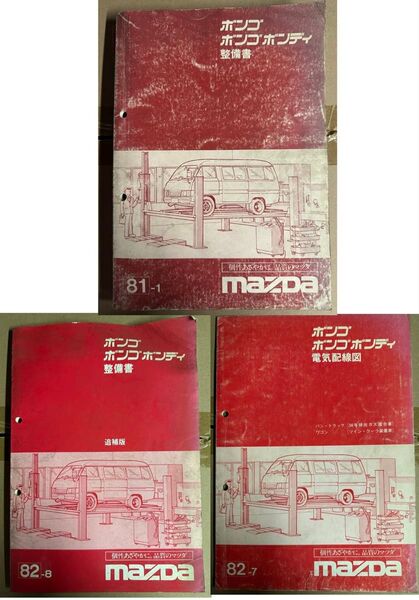 ボンゴ
ボンゴ ボンディ
整備書
個性あざやかに、品質のマツダ
81-1
mazda
ボンゴ
ボンゴ ボンディ
整備書
追補版
個性あざやかに、品質のマツダ
82-8
mazda
ボンゴ
ボンゴ ボンディ
電気配線図
バン・トラック
ワゴン
個性あざやかに、品質のマツダ
82-7
mazda